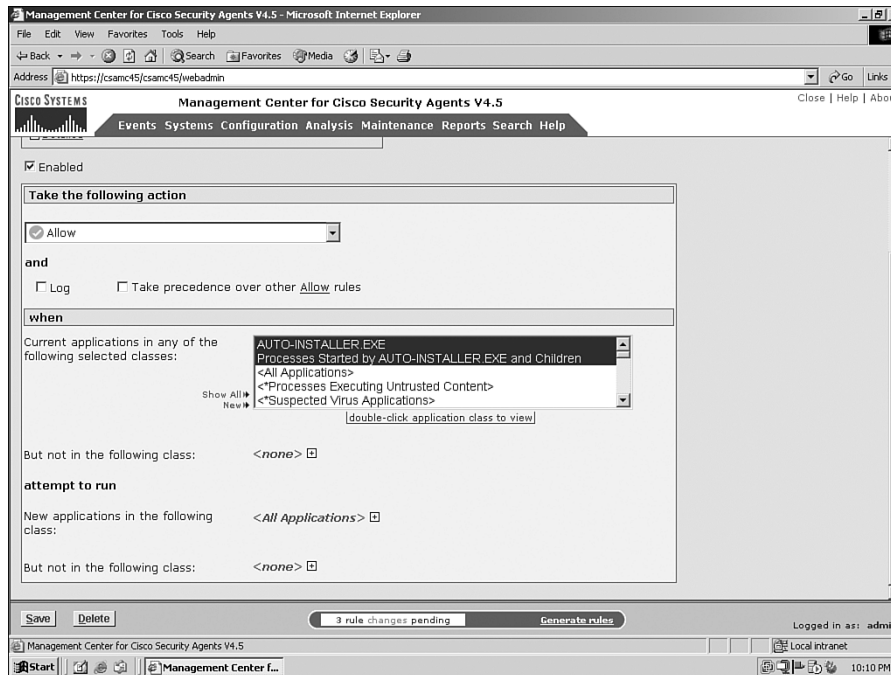 Management Center for Cisco Security Agents V4.5 - Microsoft Internet Explorer
File Edit View Favorites Tools Help
Back Search Favorites Media
Address https://csamc45/csamc45/webadmin Go Links
CISCO SYSTEMS Management Center for Cisco Security Agents V4.5 Close | Help | Abou
Events Systems Configuration Analysis Maintenance Reports Search Help
Enabled
Take the following action
Allow
and
Log Take precedence over other Allow rules
when
Current applications in any of the following selected classes:
AUTO-INSTALLER.EXE
Processes Started by AUTO-INSTALLER.EXE and Children
<All Applications>
<*Processes Executing Untrusted Content>
<*Suspected Virus Applications>
Show All
New
double-click application class to view
But not in the following class: <none>
attempt to run
New applications in the following class: <All Applications>
But not in the following class: <none>
Save Delete 3 rule changes pending Generate rules Logged in as: admi
Management Center for Cisco Security Agents V4.5 Local intranet
Start Management Center f... 10:10 PM